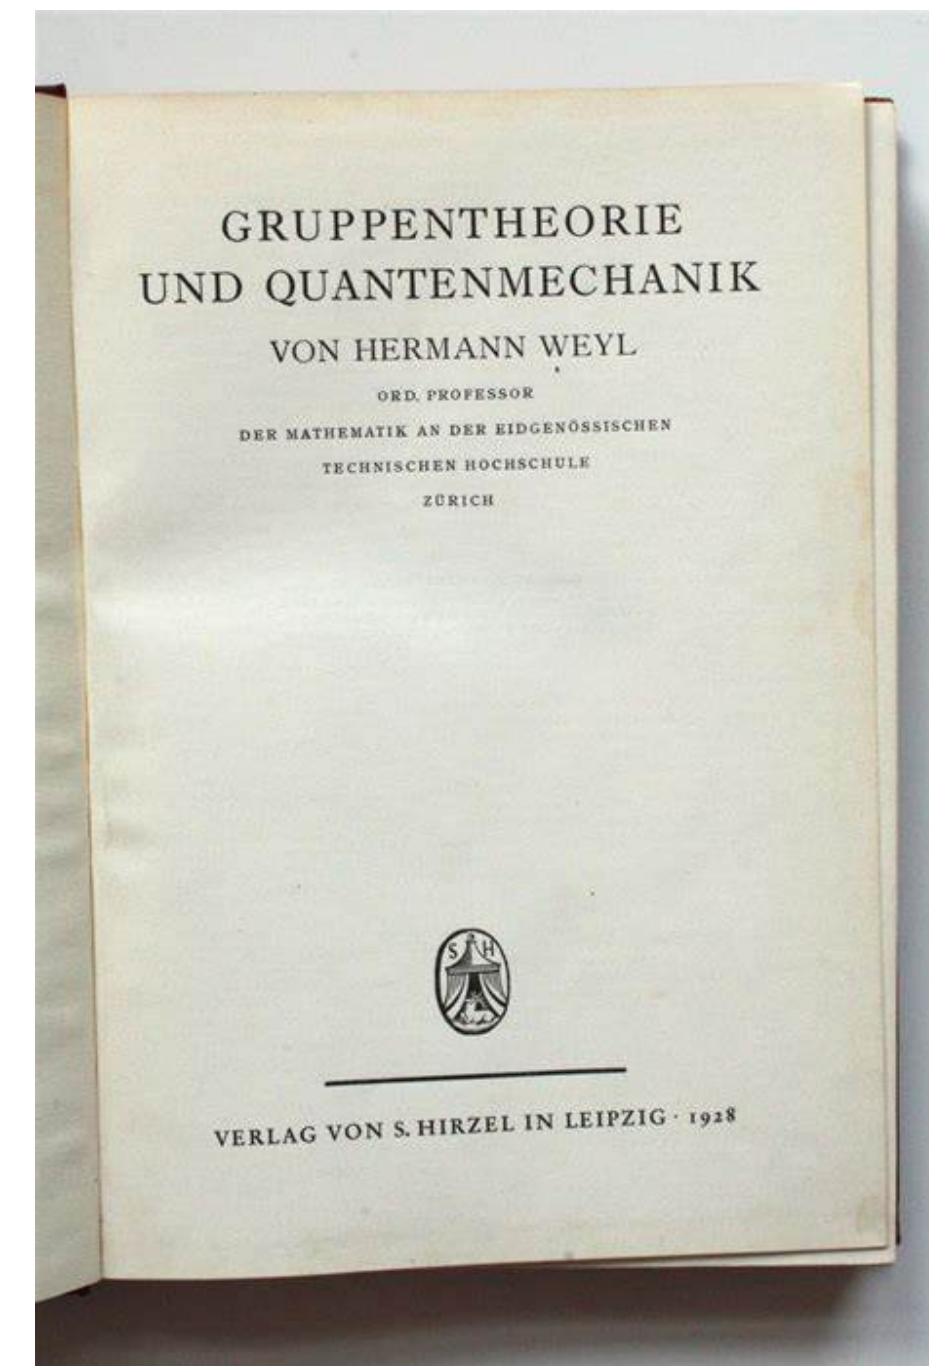 GRUPPENTHEORIE
UND QUANTENMECHANIK
VON HERMANN WEYL
ORD. PROFESSOR
DER MATHEMATIK AN DER EIDGENÖSSISCHEN
TECHNISCHEN HOCHSCHULE
ZÜRICH
S H
VERLAG VON S. HIRZEL IN LEIPZIG · 1928